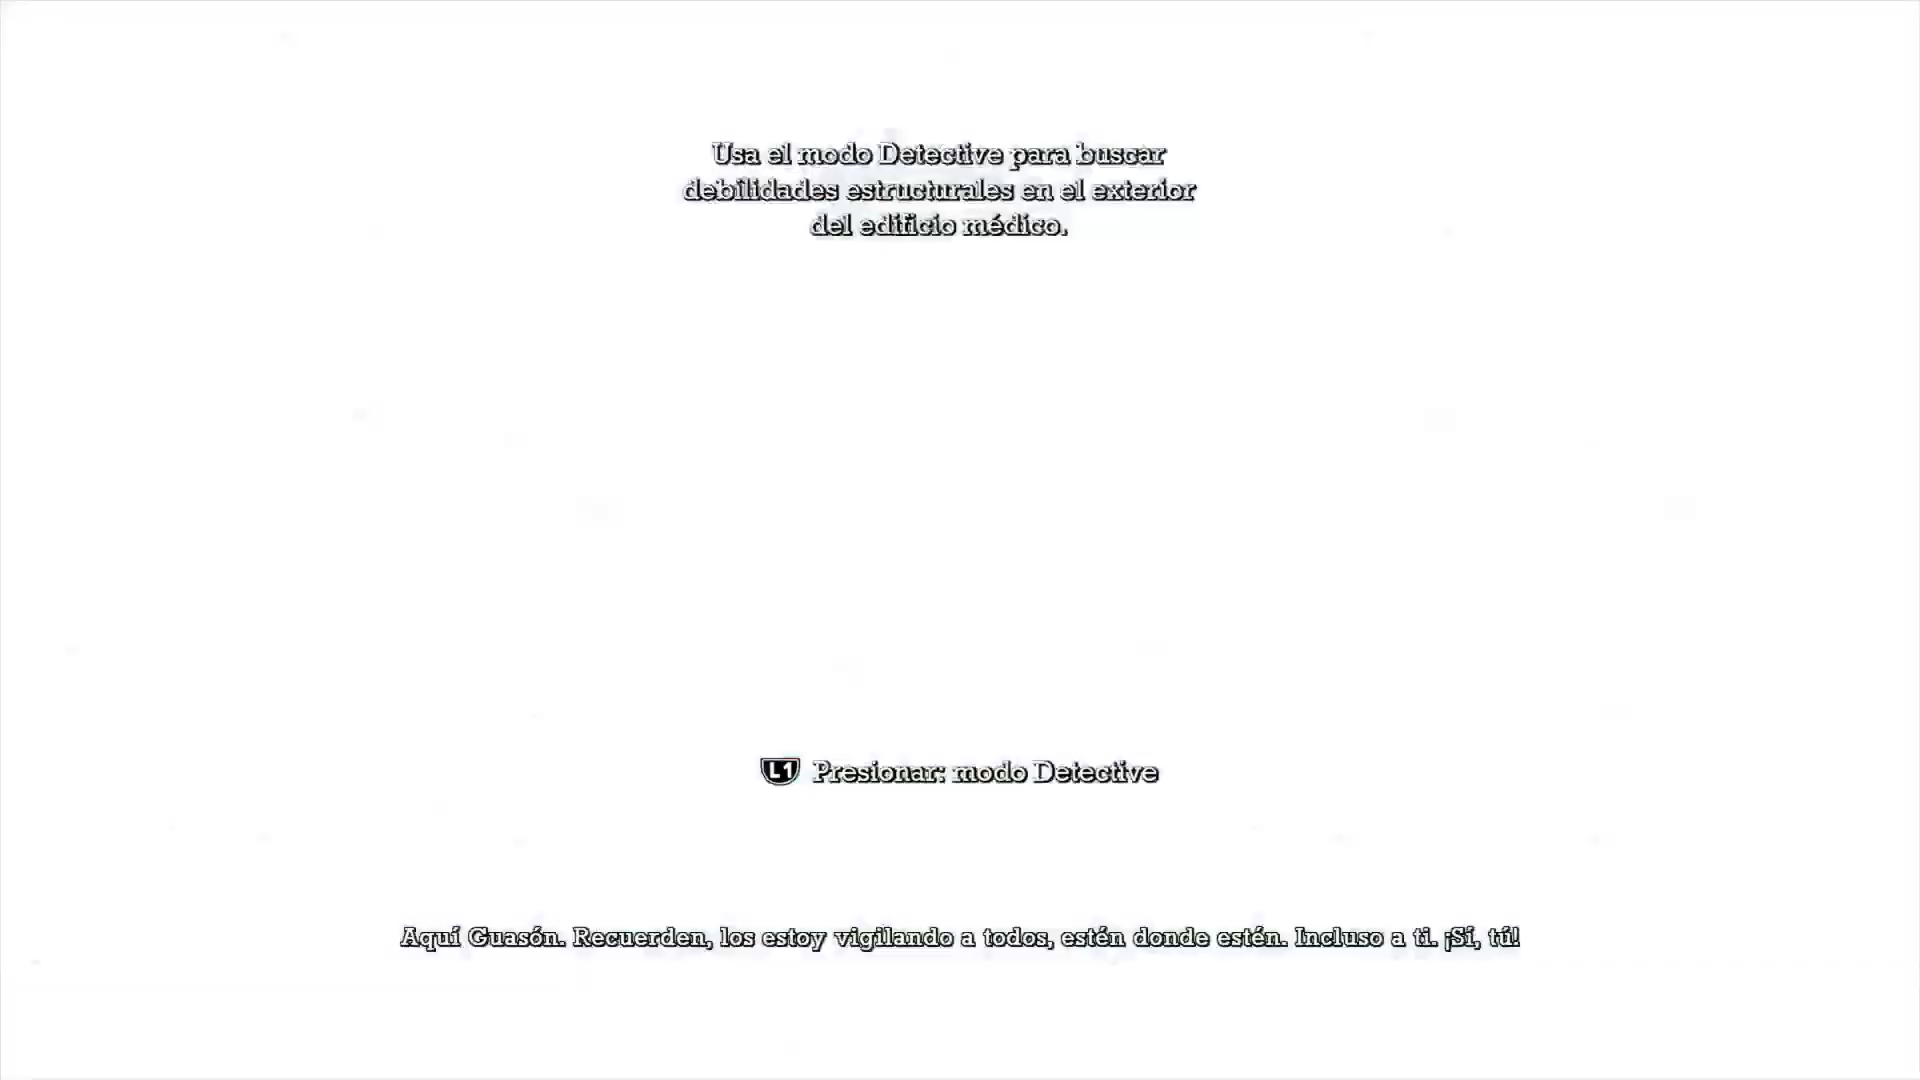 Usa el modo Detective para buscar
debilidades estructurales en el exterior
del edificio médico.
L1 Presionar: modo Detective
Aquí Guasón. Recuerden, los estoy vigilando a todos, estén donde estén. Incluso a ti. ¡Sí, tú!